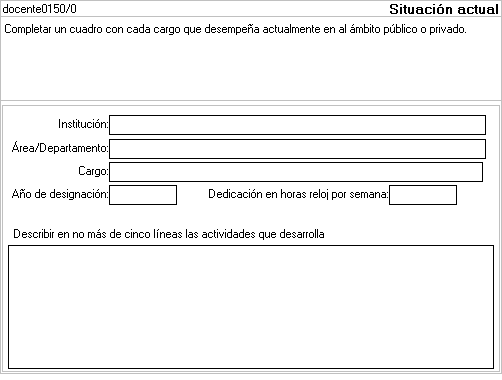 docente0150/0 Situación actual
Completar un cuadro con cada cargo que desempeña actualmente en al ámbito público o privado.
Institución:
Área/Departamento:
Cargo:
Año de designación: Dedicación en horas reloj por semana:
Describir en no más de cinco líneas las actividades que desarrolla